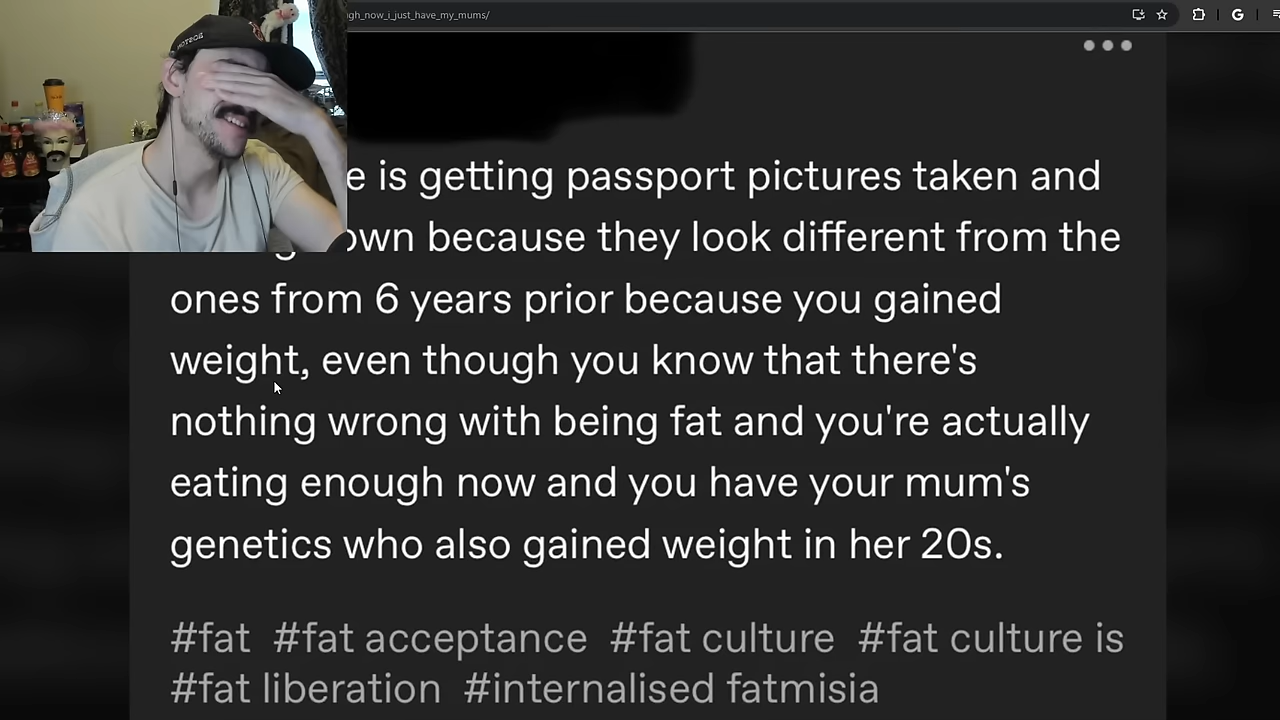 gh_now_i_just_have_my_mums/
is getting passport pictures taken and
because they look different from the
ones from 6 years prior because you gained
weight, even though you know that there's
nothing wrong with being fat and you're actually
eating enough now and you have your mum's
genetics who also gained weight in her 20s.
#fat #fat acceptance #fat culture #fat culture is
#fat liberation #internalised fatmisia